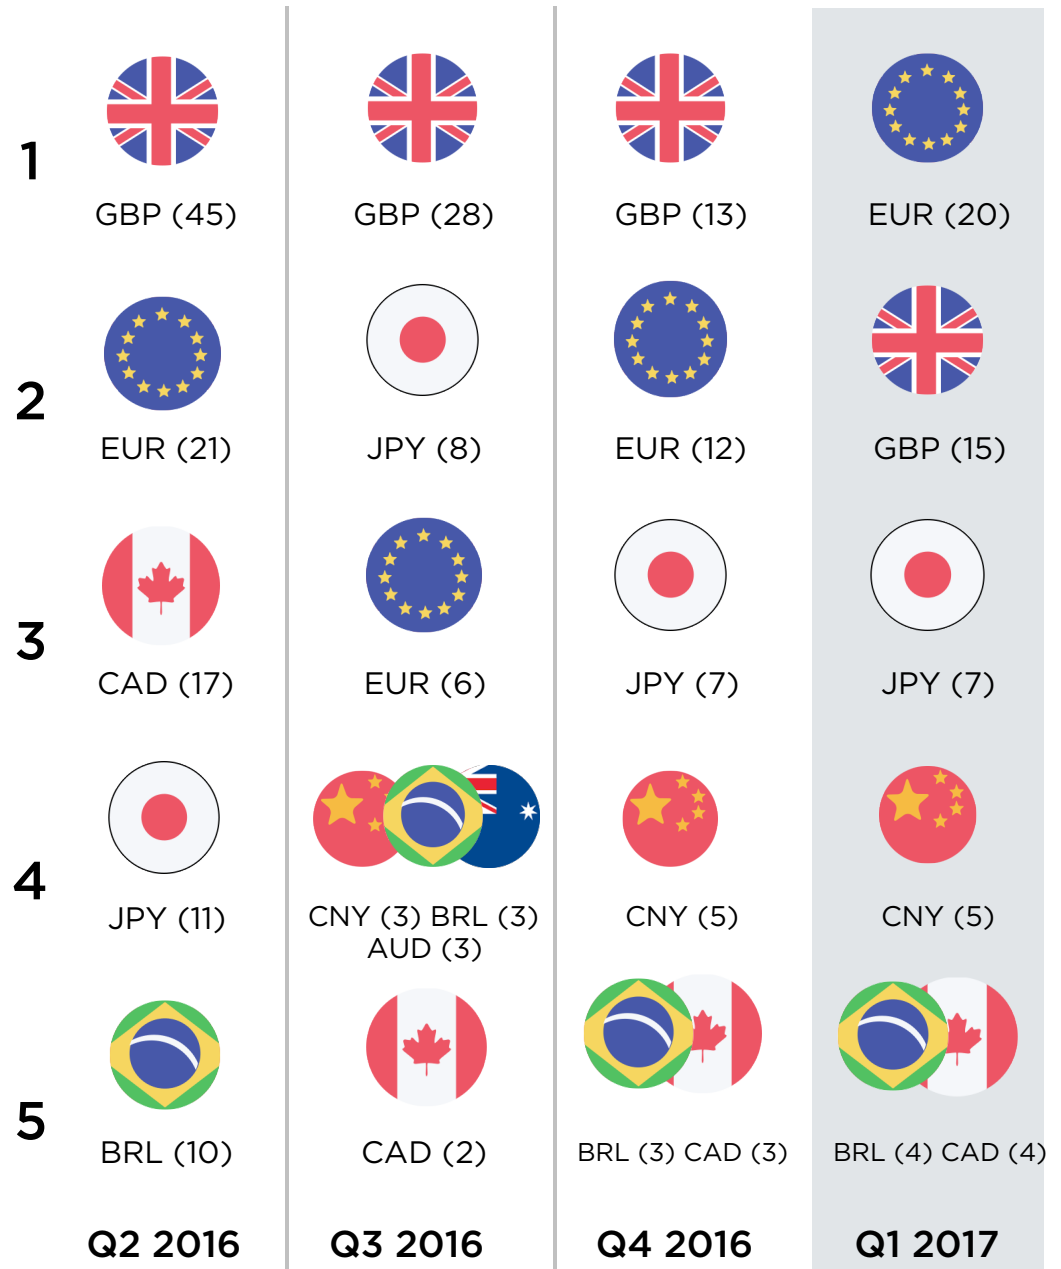 1
GBP (45)
GBP (28)
GBP (13)
EUR (20)
2
EUR (21)
JPY (8)
EUR (12)
GBP (15)
3
CAD (17)
EUR (6)
JPY (7)
JPY (7)
4
JPY (11)
CNY (3) BRL (3)
AUD (3)
CNY (5)
CNY (5)
5
BRL (10)
CAD (2)
BRL (3) CAD (3)
BRL (4) CAD (4)
Q2 2016
Q3 2016
Q4 2016
Q1 2017